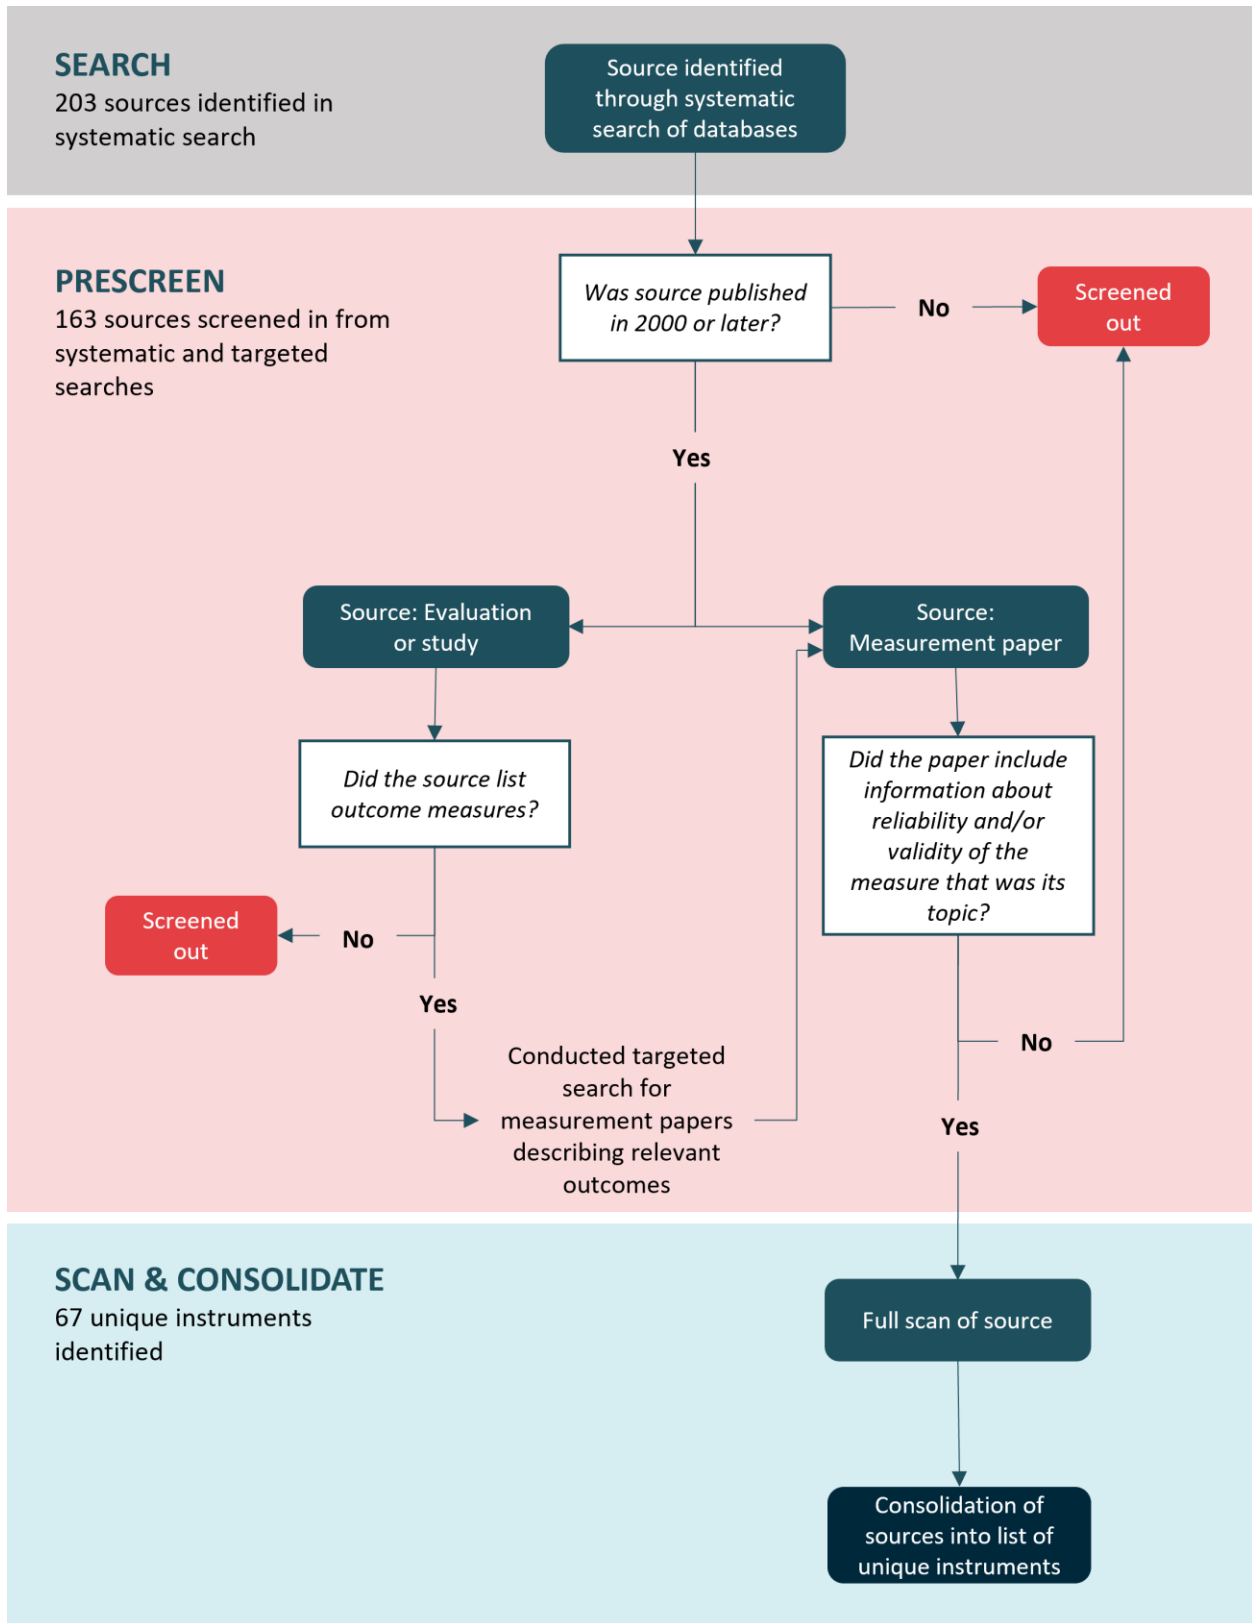 SEARCH
203 sources identified in
systematic search
Source identified
through systematic
search of databases
PRESCREEN
163 sources screened in from
systematic and targeted
searches
Was source published
in 2000 or later?
No
Screened
out
Yes
Source: Evaluation
or study
Source:
Measurement paper
Did the source list
outcome measures?
Did the paper include
information about
reliability and/or
validity of the
measure that was its
topic?
Screened
out
No
Yes
Conducted targeted
search for
measurement papers
describing relevant
outcomes
No
Yes
SCAN & CONSOLIDATE
67 unique instruments
identified
Full scan of source
Consolidation of
sources into list of
unique instruments